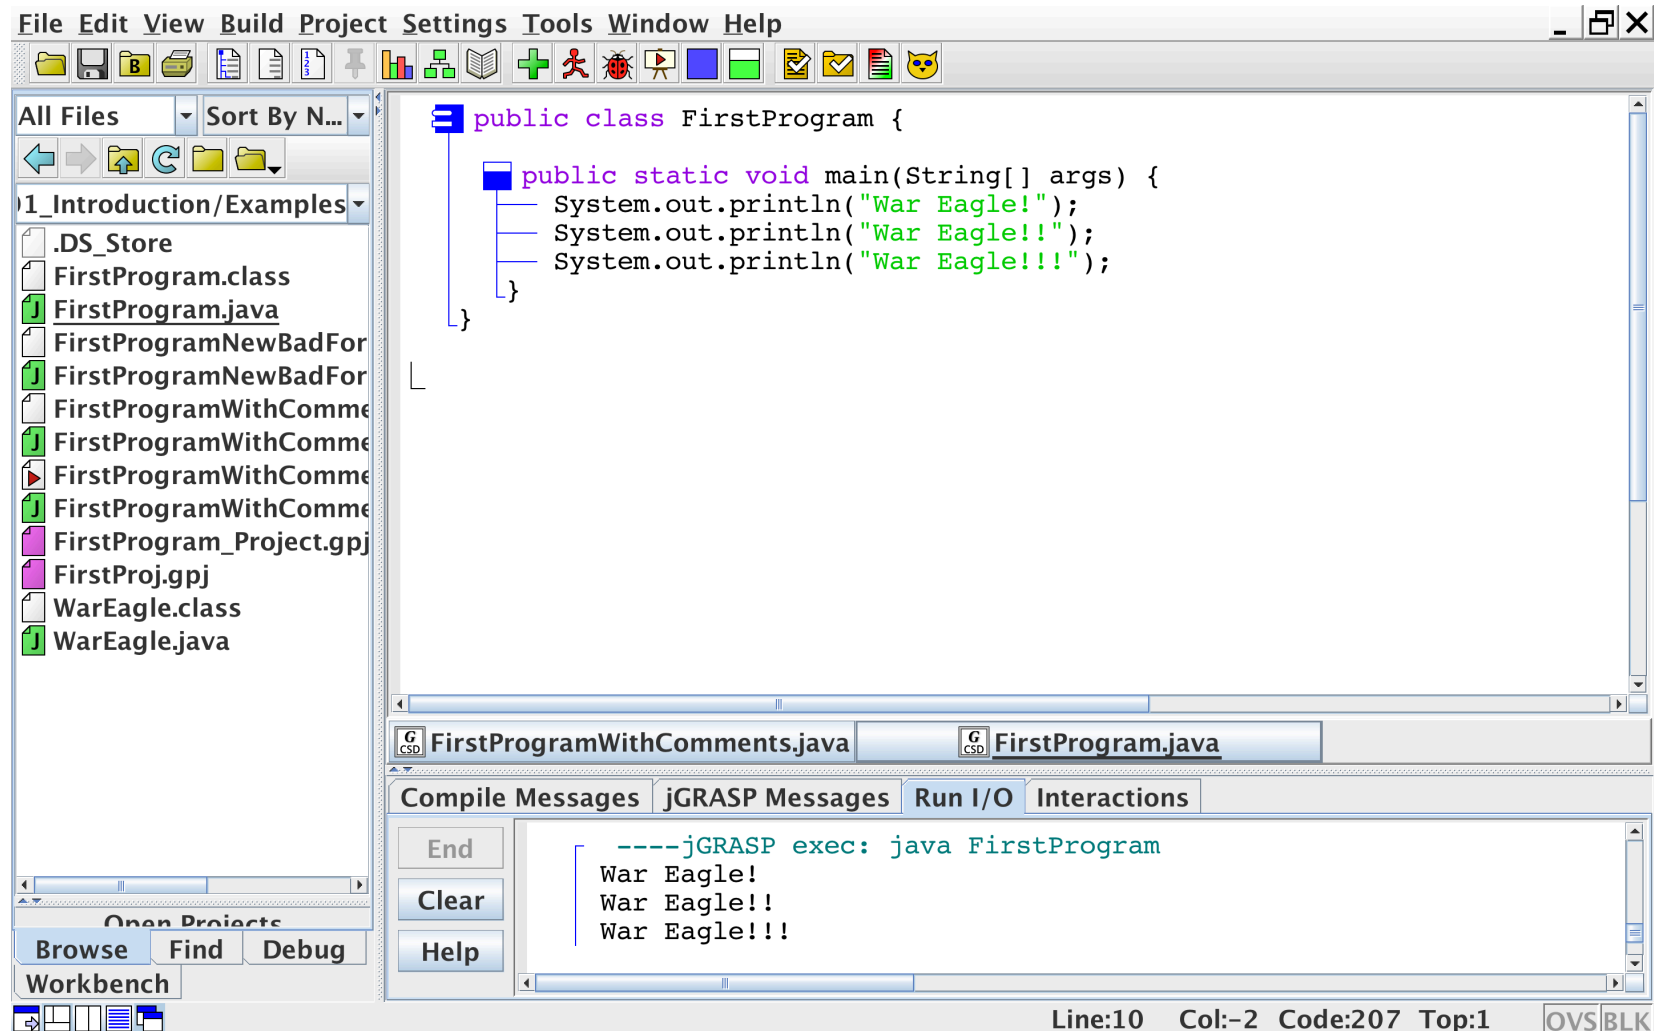 File Edit View Build Project Settings Tools Window Help
All Files
Sort By N...
01_Introduction/Examples
.DS_Store
FirstProgram.class
FirstProgram.java
FirstProgramNewBadFor
FirstProgramNewBadFor
FirstProgramWithComme
FirstProgramWithComme
FirstProgramWithComme
FirstProgramWithComme
FirstProgram_Project.gpj
FirstProj.gpj
WarEagle.class
WarEagle.java
Open Projects
Browse Find Debug
Workbench
public class FirstProgram {
public static void main(String[] args) {
System.out.println("War Eagle!");
System.out.println("War Eagle!!");
System.out.println("War Eagle!!!");
}
}
FirstProgramWithComments.java FirstProgram.java
Compile Messages jGRASP Messages Run I/O Interactions
End
Clear
Help
----jGRASP exec: java FirstProgram
War Eagle!
War Eagle!!
War Eagle!!!
Line:10 Col:-2 Code:207 Top:1 OVS BLK